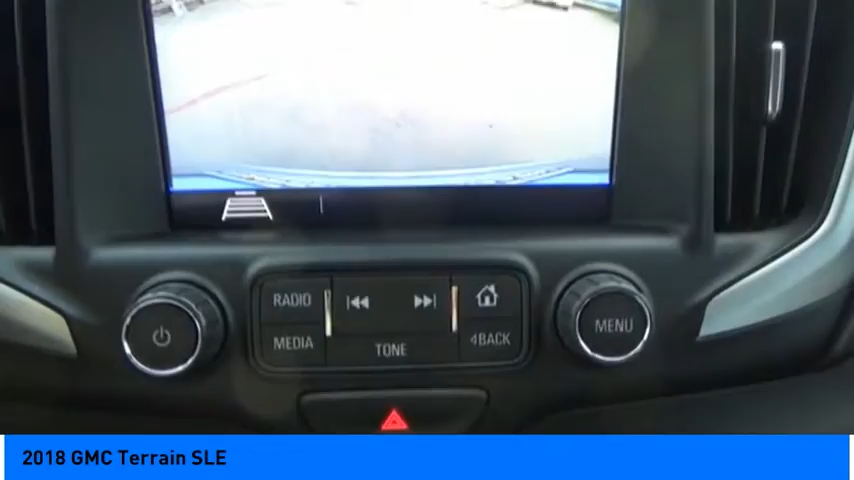 RADIO
MEDIA
TONE
BACK
MENU
2018 GMC Terrain SLE